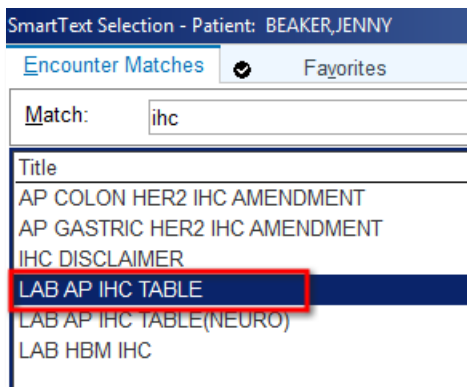 SmartText Selection - Patient: BEAKER,JENNY
Encounter Matches Favorites
Match: ihc
Title
AP COLON HER2 IHC AMENDMENT
AP GASTRIC HER2 IHC AMENDMENT
IHC DISCLAIMER
LAB AP IHC TABLE
LAB AP IHC TABLE(NEURO)
LAB HBM IHC